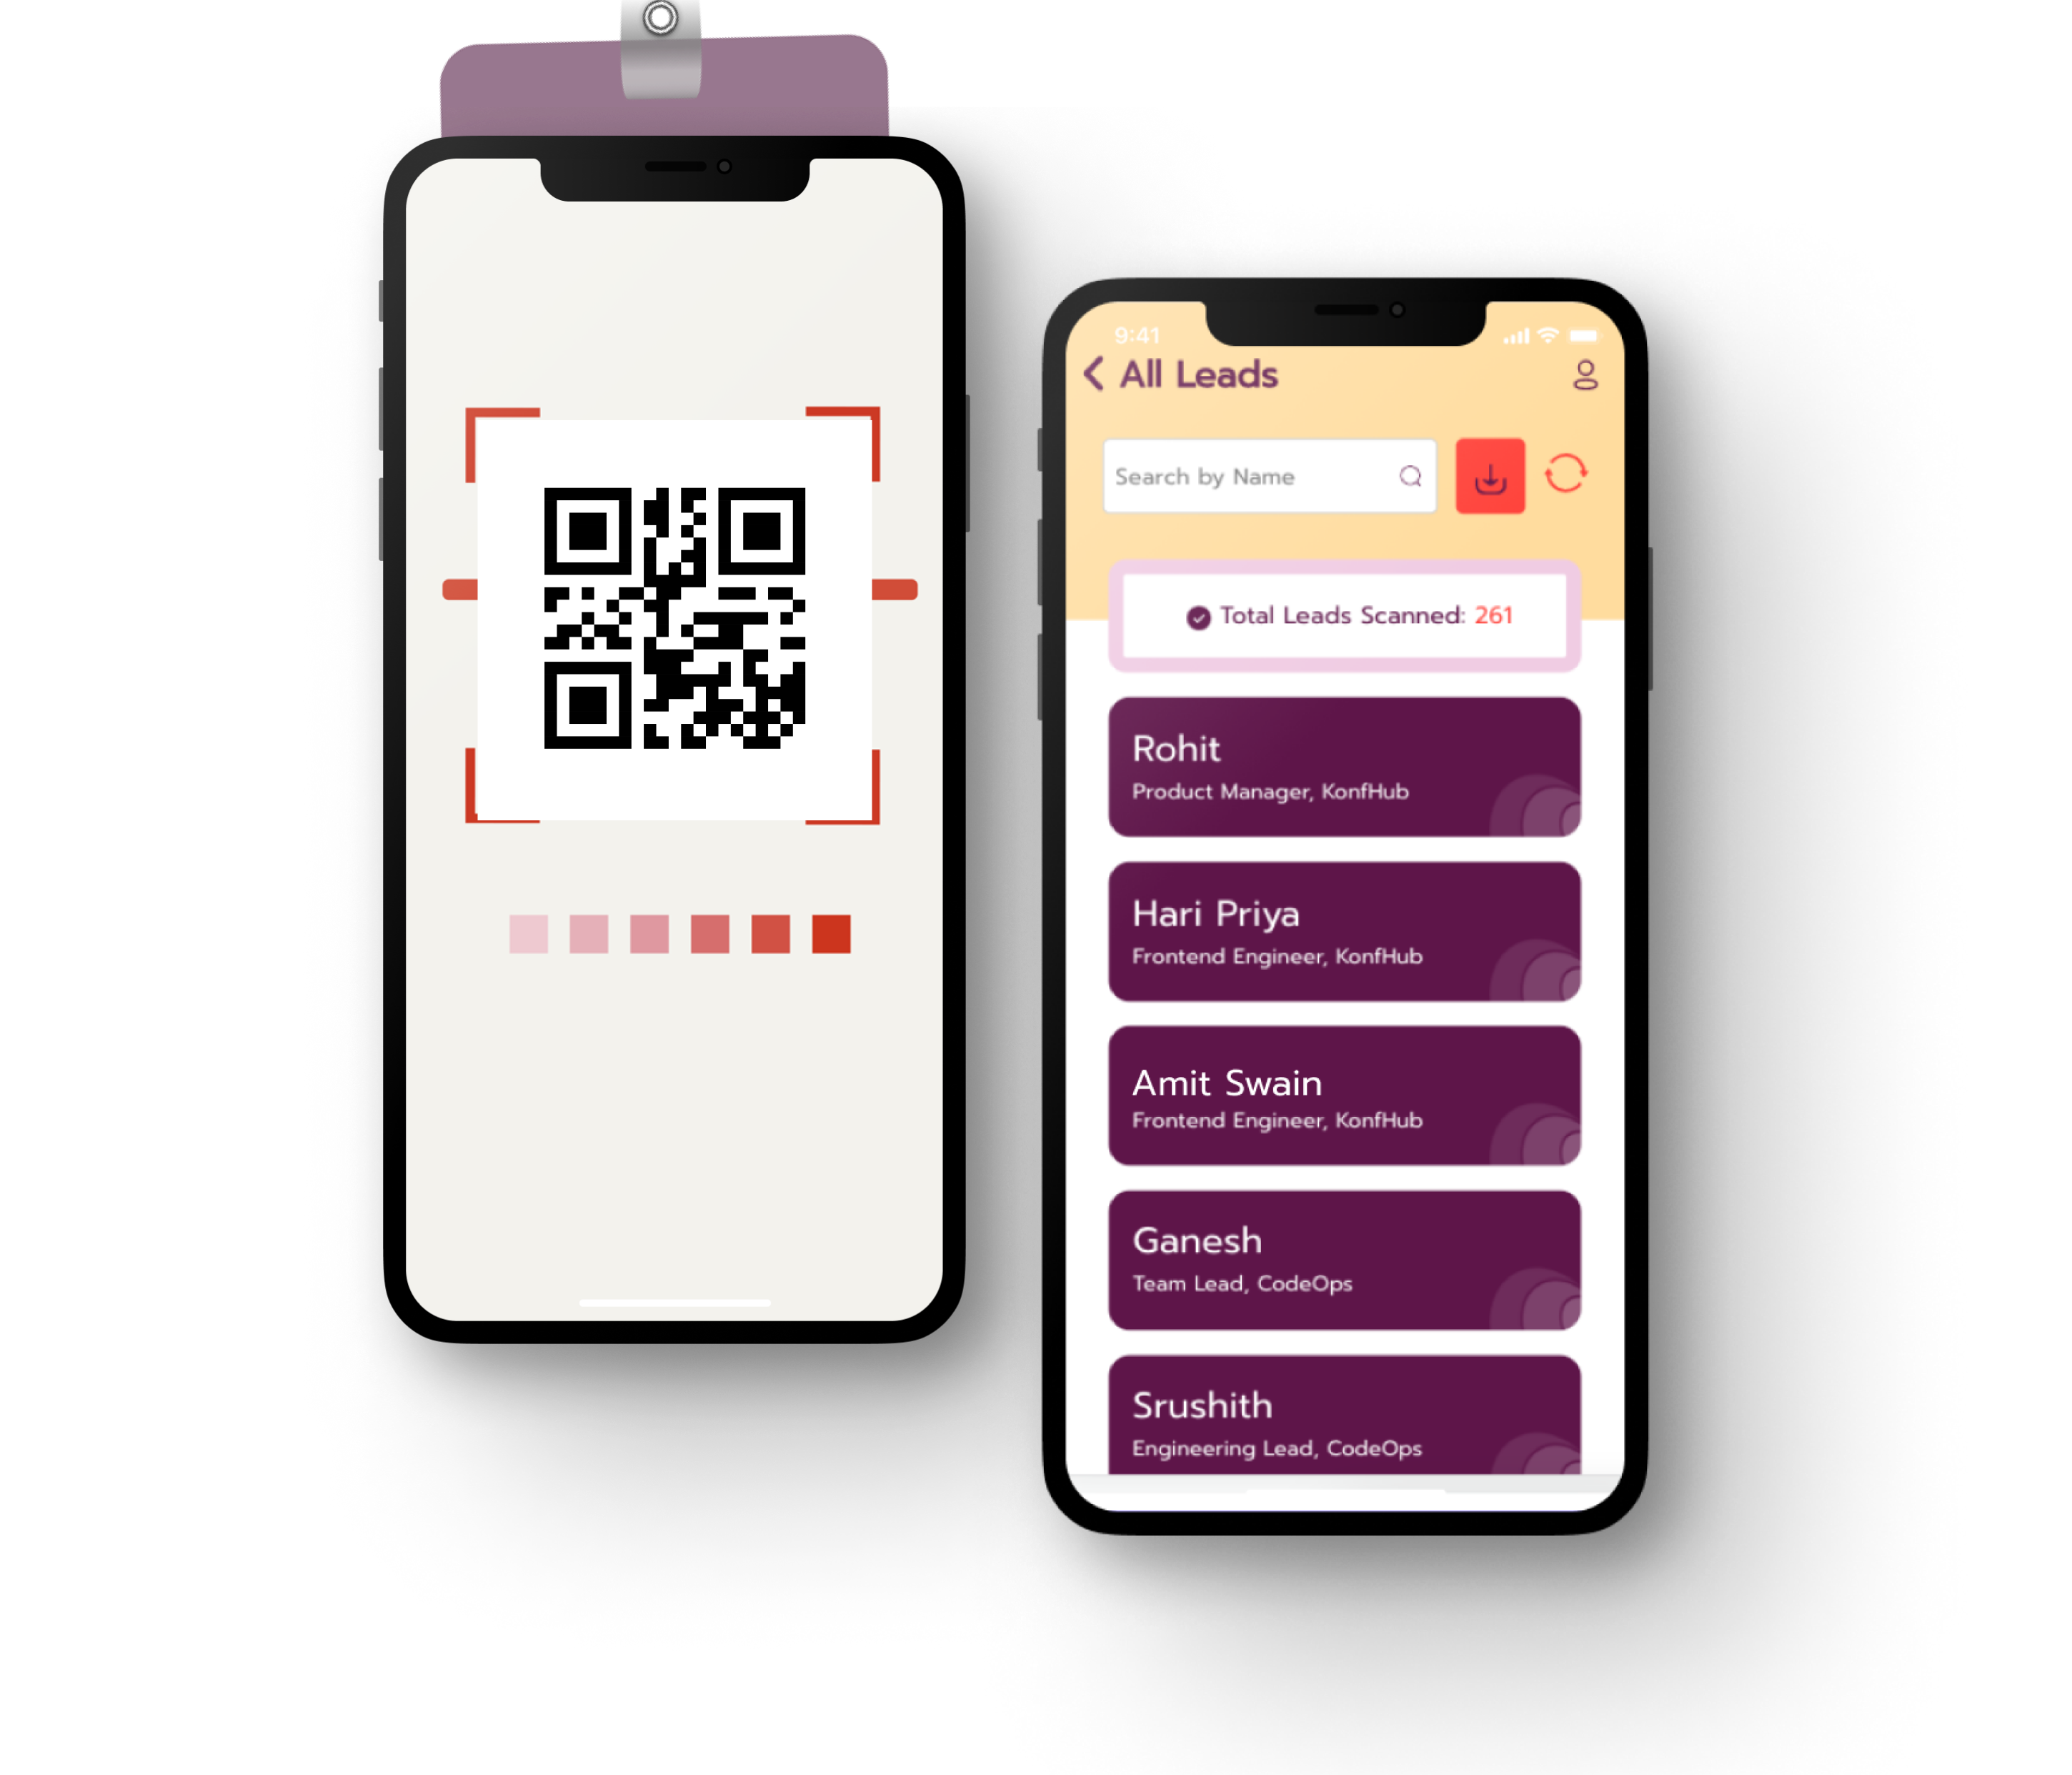 9:41
All Leads
Search by Name
Total Leads Scanned: 261
Rohit
Product Manager, KonfHub
Hari Priya
Frontend Engineer, KonfHub
Amit Swain
Frontend Engineer, KonfHub
Ganesh
Team Lead, CodeOps
Srushith
Engineering Lead, CodeOps